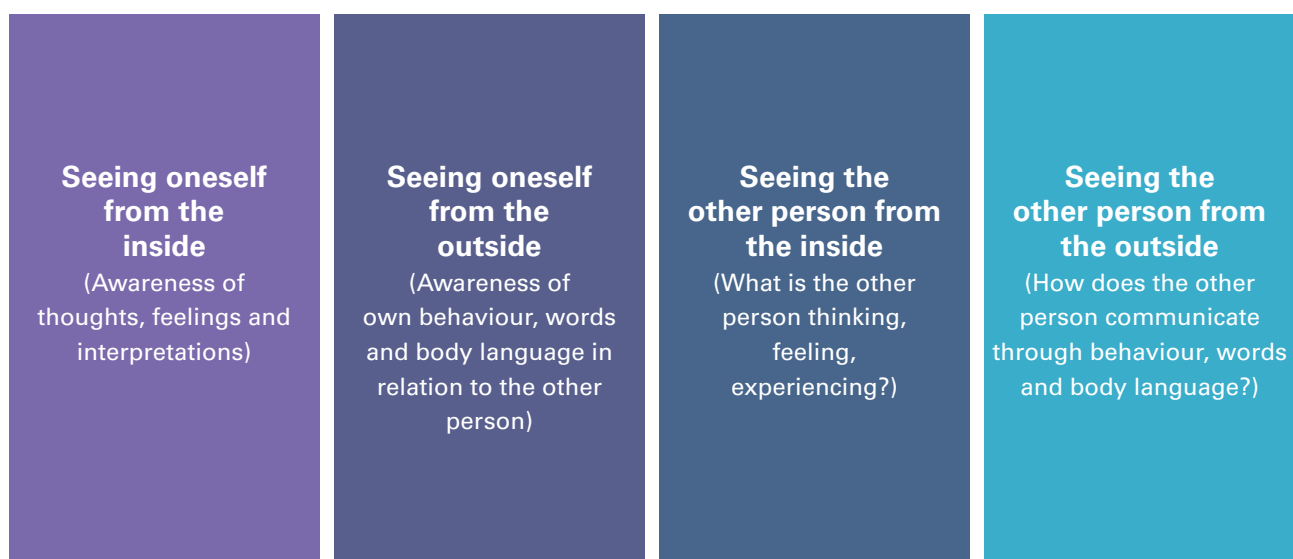 Seeing oneself
from the
inside
(Awareness of
thoughts, feelings and
interpretations)
Seeing oneself
from the
outside
(Awareness of
own behaviour, words
and body language in
relation to the other
person)
Seeing the
other person from
the inside
(What is the other
person thinking,
feeling,
experiencing?)
Seeing the
other person from
the outside
(How does the other
person communicate
through behaviour, words
and body language?)